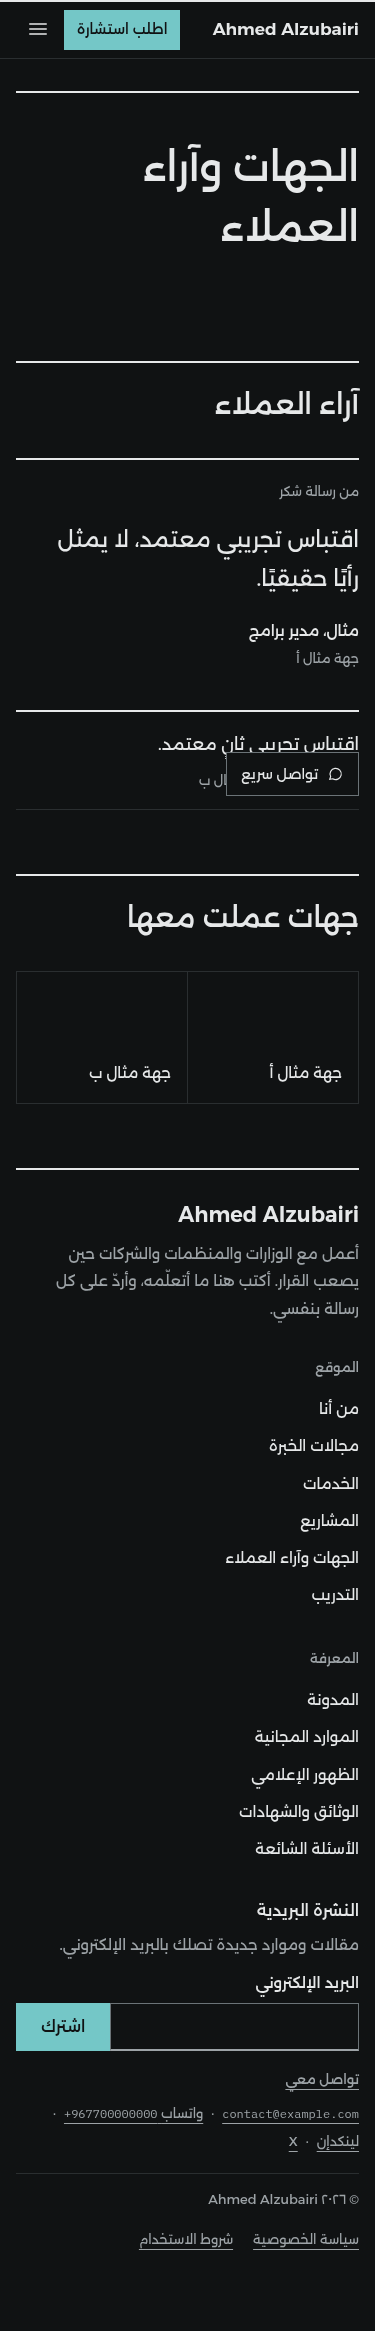 Ahmed Alzubairi
اطلب استشارة
الجهات وآراء
العملاء
آراء العملاء
من رسالة شكر
اقتباس تجريبي معتمد، لا يمثل
رأيًا حقيقيًا.
مثال، مدير برامج
جهة مثال أ
اقتباس تجريبي ثانٍ معتمد.
ب
تواصل سريع
جهات عملت معها
جهة مثال أ
جهة مثال ب
Ahmed Alzubairi
أعمل مع الوزارات والمنظمات والشركات حين
يصعب القرار. أكتب هنا ما أتعلّمه، وأردّ على كل
رسالة بنفسي.
الموقع
من أنا
مجالات الخبرة
الخدمات
المشاريع
الجهات وآراء العملاء
التدريب
المعرفة
المدونة
الموارد المجانية
الظهور الإعلامي
الوثائق والشهادات
الأسئلة الشائعة
النشرة البريدية
مقالات وموارد جديدة تصلك بالبريد الإلكتروني.
البريد الإلكتروني
اشترك
تواصل معي
contact@example.com · واتساب +967700000000 ·
لينكدإن · X
© ٢٠٢٦ Ahmed Alzubairi
سياسة الخصوصية
شروط الاستخدام